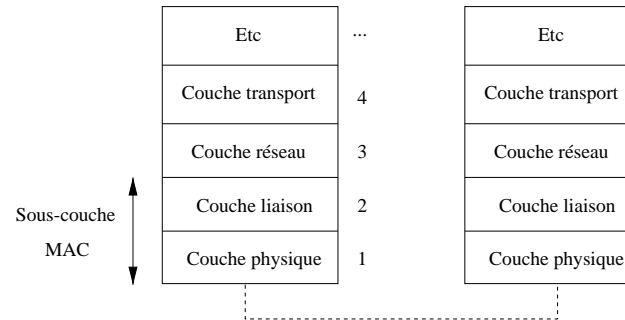 Etc
...
Etc
Couche transport
4
Couche transport
Couche réseau
3
Couche réseau
Sous-couche
MAC
Couche liaison
2
Couche liaison
Couche physique
1
Couche physique